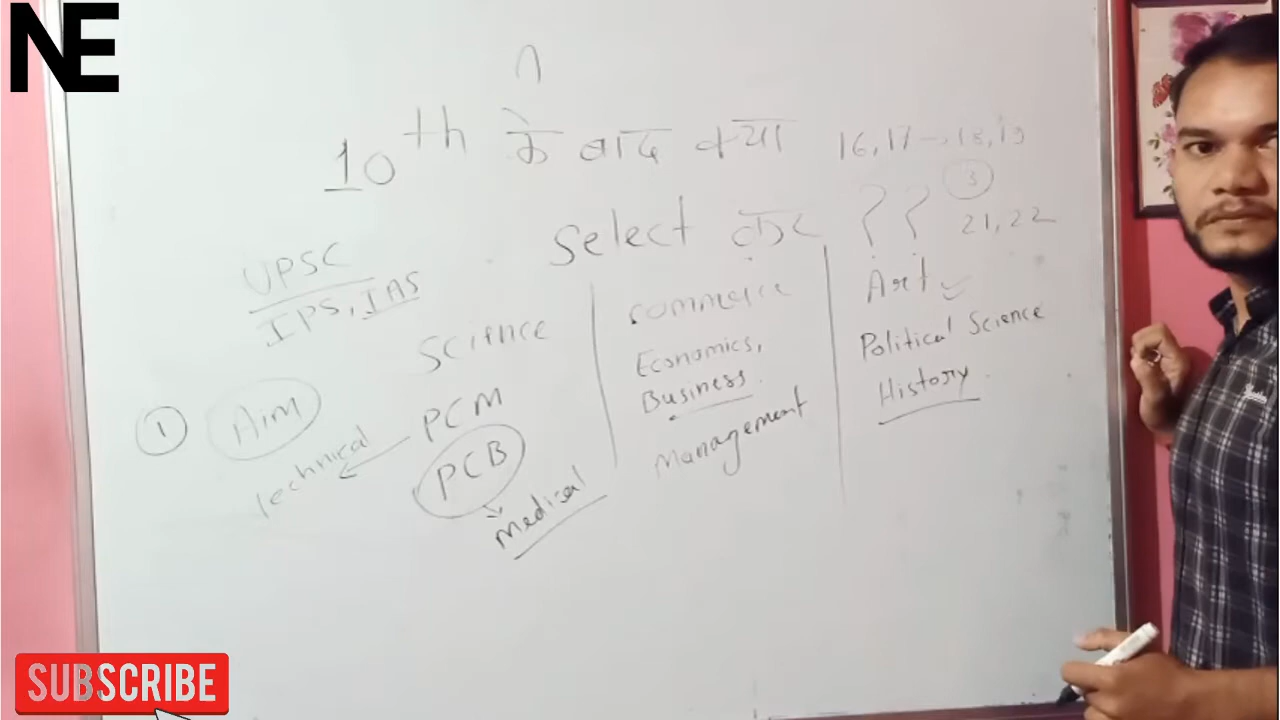 NE
10th के बाद क्या
16,17 → 18,19
3
Select करे ??
21,22
UPSC
IPS, IAS
Science
Commerce
Art
PCM
Economics,
Political Science
1
Aim
Technical
PCB
Business
History
Medical
Management
SUBSCRIBE